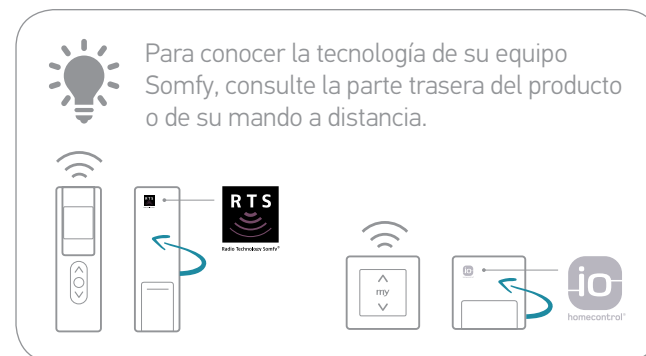 Para conocer la tecnología de su equipo
Somfy, consulte la parte trasera del producto
o de su mando a distancia.
RTS
Radio Technology Somfy®
my
io
io
homecontrol®